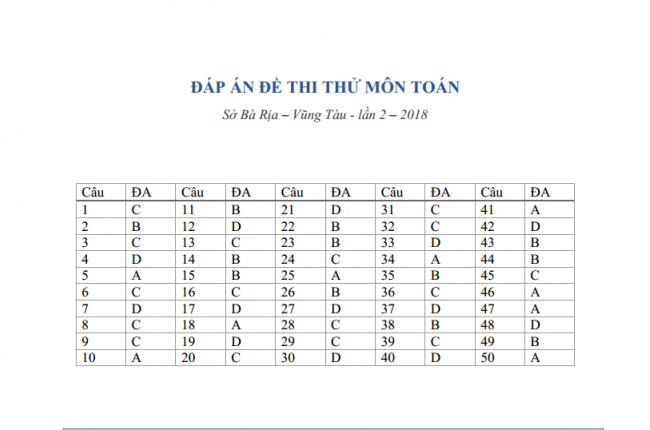 ĐÁP ÁN ĐỀ THI THỬ MÔN TOÁN
Sở Bà Rịa – Vũng Tàu - lần 2 – 2018
Câu ĐA Câu ĐA Câu ĐA Câu ĐA Câu ĐA
1 C 11 B 21 D 31 C 41 A
2 B 12 D 22 B 32 C 42 D
3 C 13 C 23 B 33 D 43 B
4 D 14 B 24 C 34 A 44 B
5 A 15 B 25 A 35 B 45 C
6 C 16 C 26 B 36 C 46 A
7 D 17 D 27 D 37 D 47 A
8 C 18 A 28 C 38 B 48 D
9 C 19 D 29 C 39 C 49 B
10 A 20 C 30 D 40 D 50 A